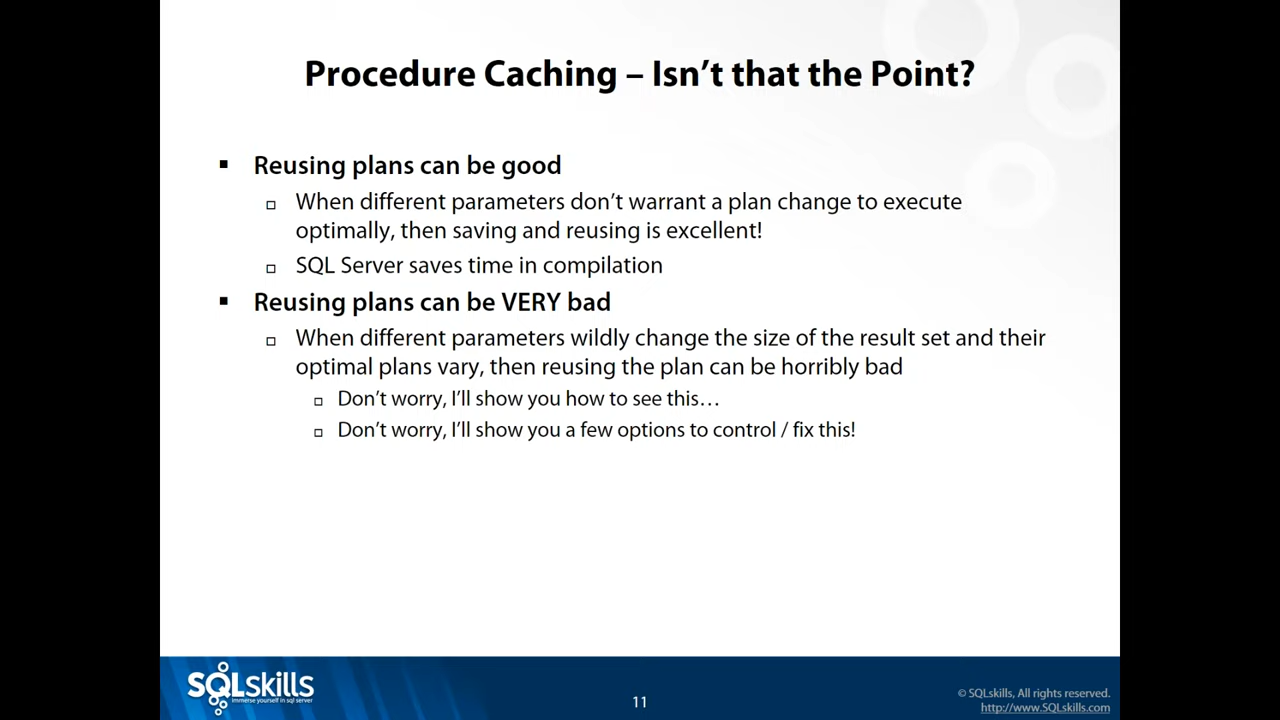 Procedure Caching – Isn’t that the Point?
Reusing plans can be good
When different parameters don’t warrant a plan change to execute
optimally, then saving and reusing is excellent!
SQL Server saves time in compilation
Reusing plans can be VERY bad
When different parameters wildly change the size of the result set and their
optimal plans vary, then reusing the plan can be horribly bad
Don’t worry, I’ll show you how to see this…
Don’t worry, I’ll show you a few options to control / fix this!
SQLskills
immerse yourself in sql server
11
© SQLskills, All rights reserved.
http://www.SQLskills.com